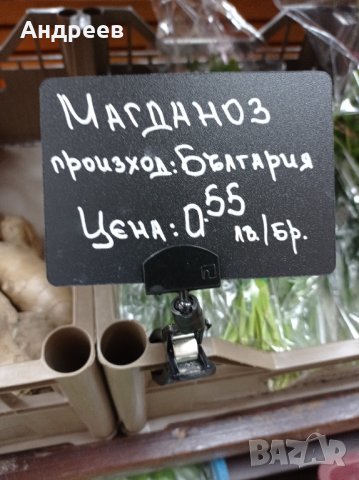 Андреев
Магданоз
произход: България
Цена: 0.55 лв/бр.
BAZAR